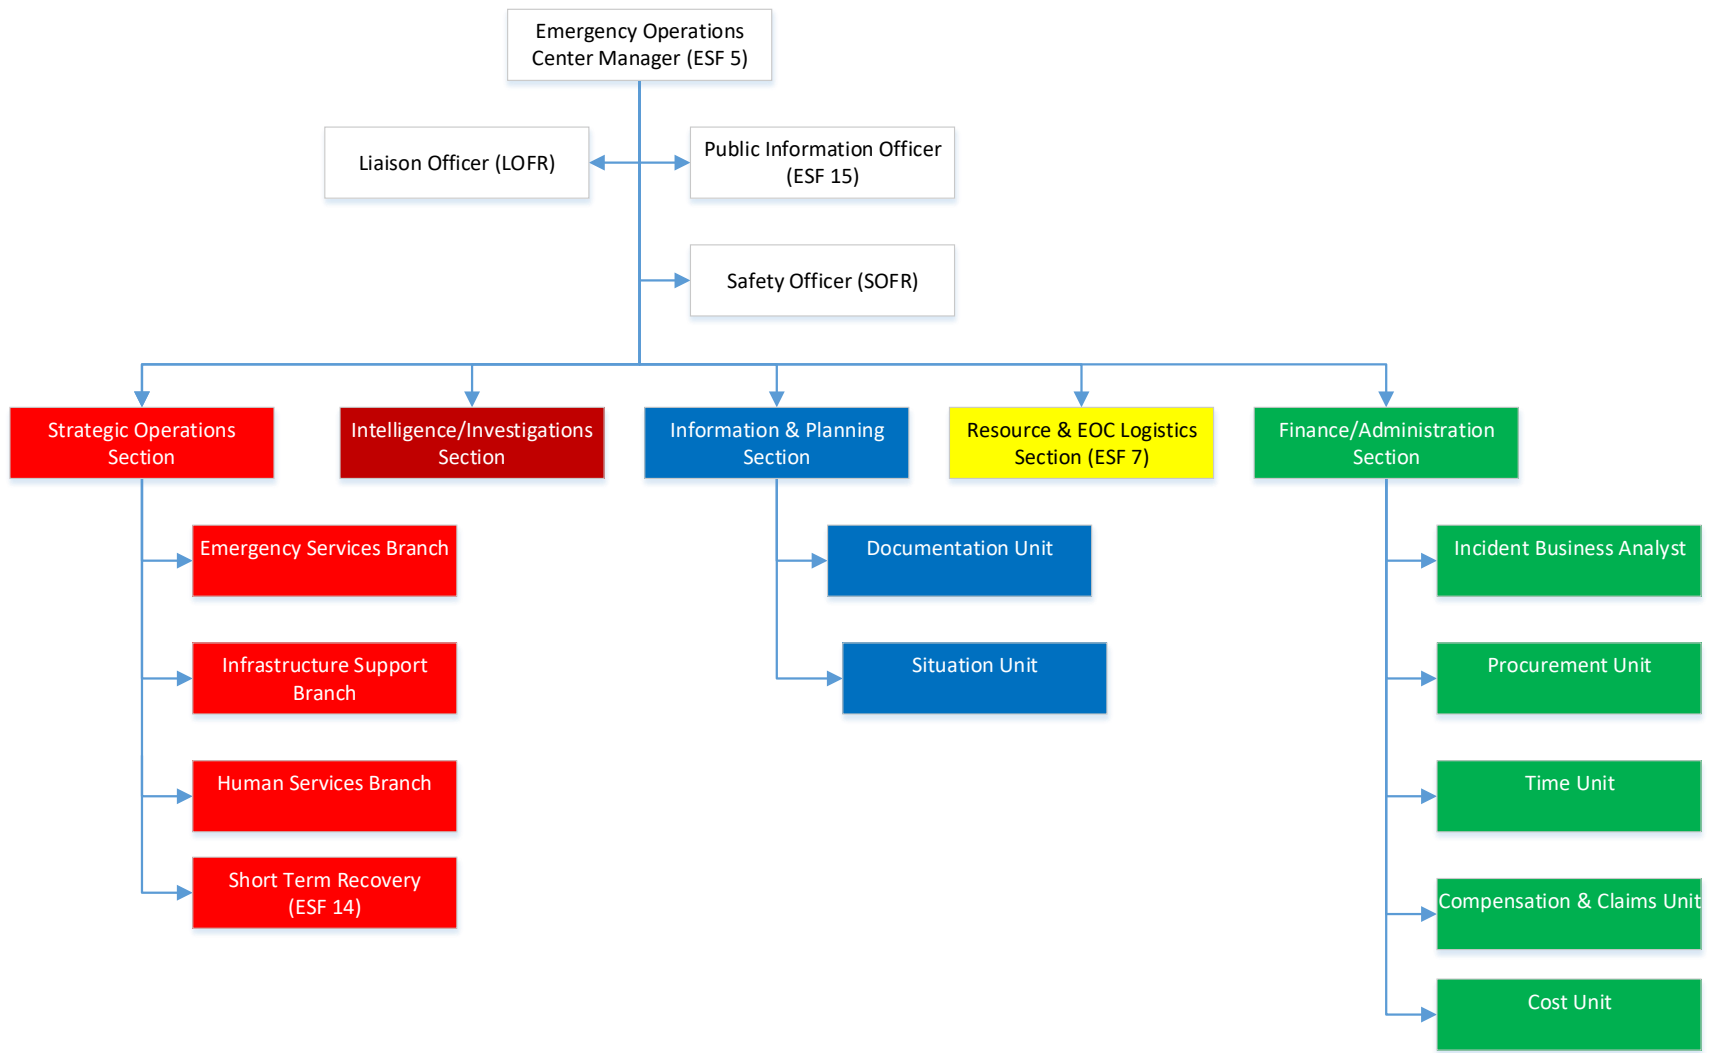 Emergency Operations
Center Manager (ESF 5)
Liaison Officer (LOFR)
Public Information Officer
(ESF 15)
Safety Officer (SOFR)
Strategic Operations
Section
Intelligence/Investigations
Section
Information & Planning
Section
Resource & EOC Logistics
Section (ESF 7)
Finance/Administration
Section
Emergency Services Branch
Infrastructure Support
Branch
Human Services Branch
Short Term Recovery
(ESF 14)
Documentation Unit
Situation Unit
Incident Business Analyst
Procurement Unit
Time Unit
Compensation & Claims Unit
Cost Unit